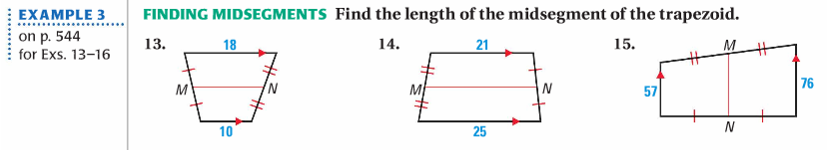 EXAMPLE 3
on p. 544
for Exs. 13–16
FINDING MIDSEGMENTS Find the length of the midsegment of the trapezoid.
13.
18
M
N
10
14.
21
M
N
25
15.
M
57
76
N